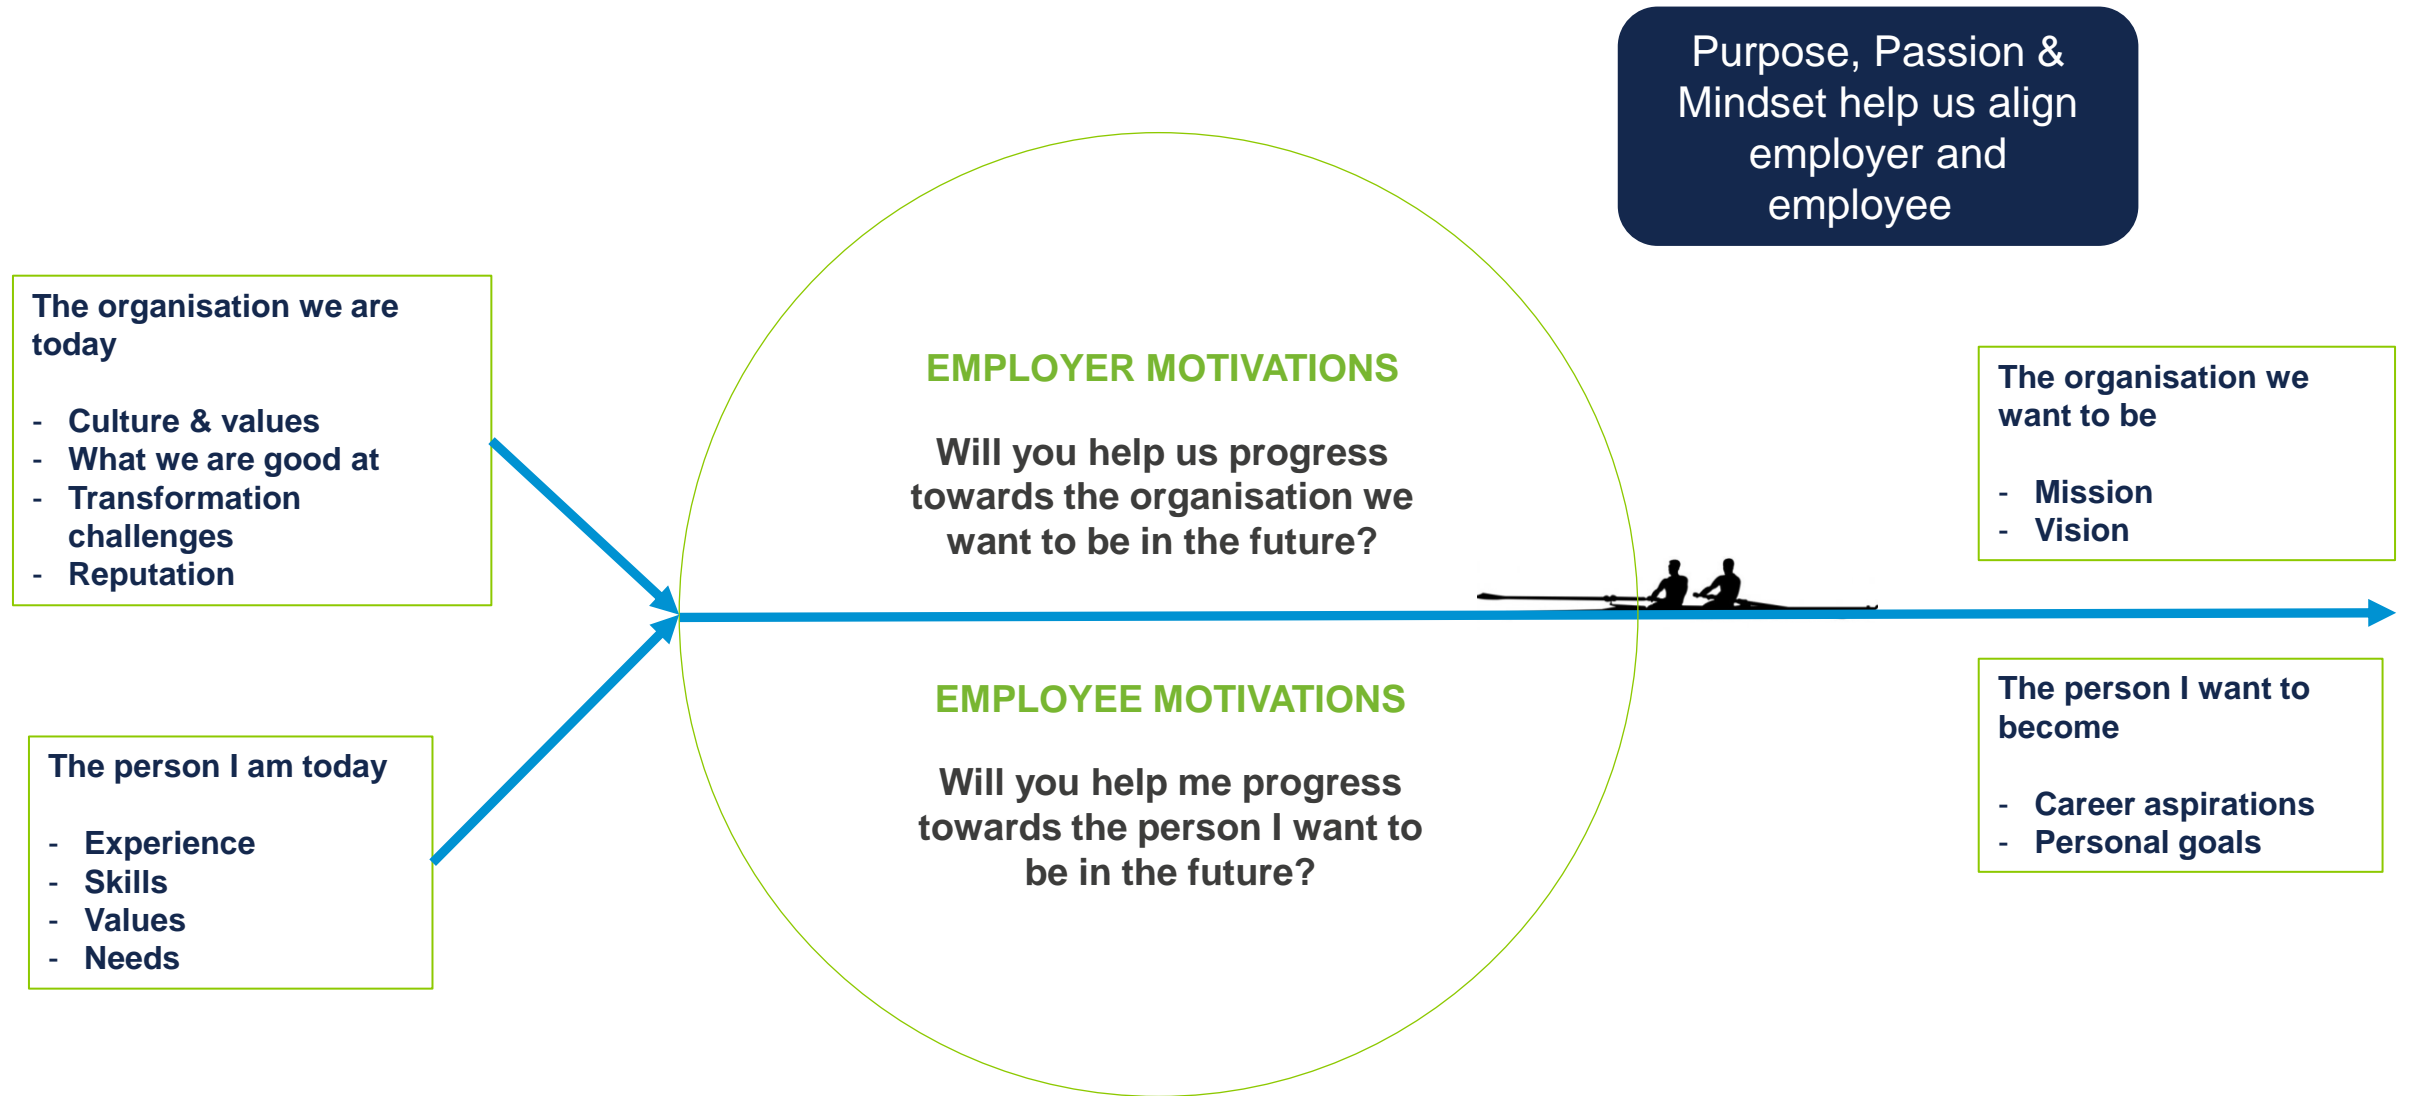 Purpose, Passion &
Mindset help us align
employer and
employee
The organisation we are
today
- Culture & values
- What we are good at
- Transformation
challenges
- Reputation
The person I am today
- Experience
- Skills
- Values
- Needs
EMPLOYER MOTIVATIONS
Will you help us progress
towards the organisation we
want to be in the future?
EMPLOYEE MOTIVATIONS
Will you help me progress
towards the person I want to
be in the future?
The organisation we
want to be
- Mission
- Vision
The person I want to
become
- Career aspirations
- Personal goals